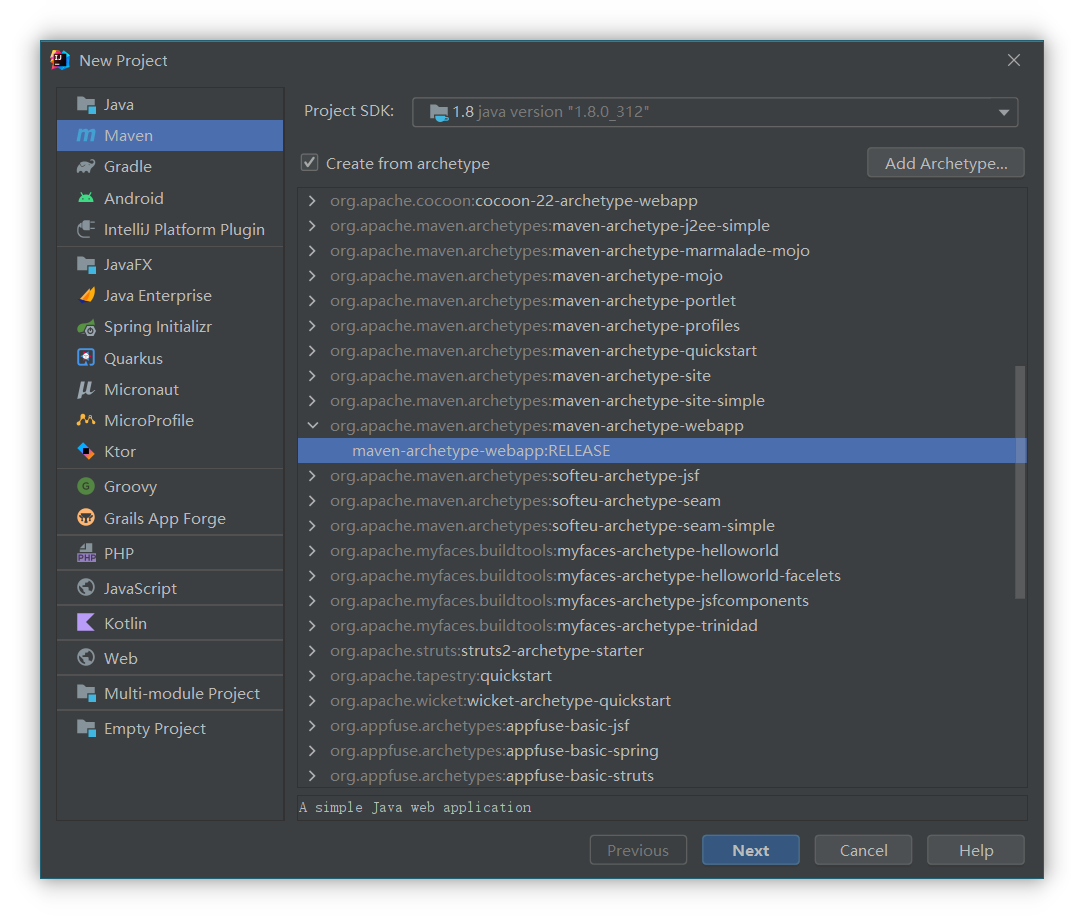 New Project
Java
Maven
Gradle
Android
IntelliJ Platform Plugin
JavaFX
Java Enterprise
Spring Initializr
Quarkus
Micronaut
MicroProfile
Ktor
Groovy
Grails App Forge
PHP
JavaScript
Kotlin
Web
Multi-module Project
Empty Project
Project SDK: 1.8 java version "1.8.0_312"
Create from archetype Add Archetype...
org.apache.cocoon:cocoon-22-archetype-webapp
org.apache.maven.archetypes:maven-archetype-j2ee-simple
org.apache.maven.archetypes:maven-archetype-marmalade-mojo
org.apache.maven.archetypes:maven-archetype-mojo
org.apache.maven.archetypes:maven-archetype-portlet
org.apache.maven.archetypes:maven-archetype-profiles
org.apache.maven.archetypes:maven-archetype-quickstart
org.apache.maven.archetypes:maven-archetype-site
org.apache.maven.archetypes:maven-archetype-site-simple
org.apache.maven.archetypes:maven-archetype-webapp
maven-archetype-webapp:RELEASE
org.apache.maven.archetypes:softeu-archetype-jsf
org.apache.maven.archetypes:softeu-archetype-seam
org.apache.maven.archetypes:softeu-archetype-seam-simple
org.apache.myfaces.buildtools:myfaces-archetype-helloworld
org.apache.myfaces.buildtools:myfaces-archetype-helloworld-facelets
org.apache.myfaces.buildtools:myfaces-archetype-jsfcomponents
org.apache.myfaces.buildtools:myfaces-archetype-trinidad
org.apache.struts:struts2-archetype-starter
org.apache.tapestry:quickstart
org.apache.wicket:wicket-archetype-quickstart
org.appfuse.archetypes:appfuse-basic-jsf
org.appfuse.archetypes:appfuse-basic-spring
org.appfuse.archetypes:appfuse-basic-struts
A simple Java web application
Previous Next Cancel Help